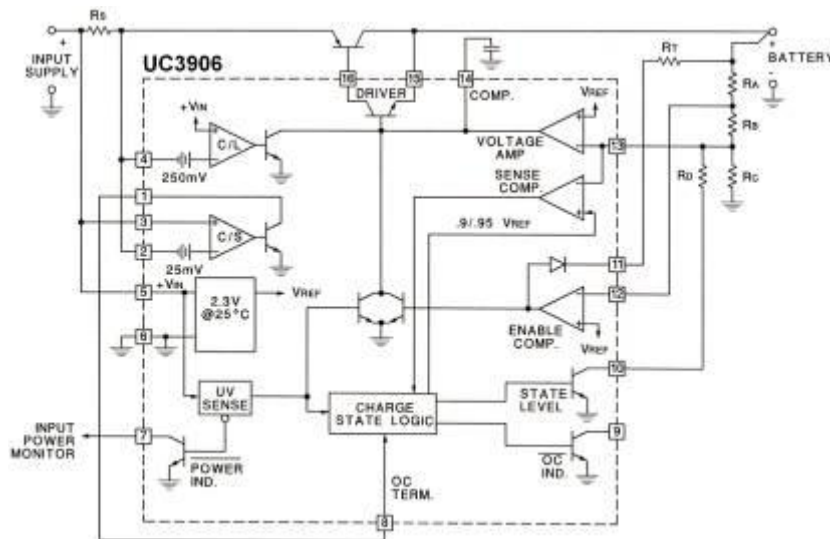 RS
+
INPUT
SUPPLY
UC3906
16
15
14
DRIVER
COMP.
RT
+
BATTERY
-
RA
RB
+VIN
C/L
VREF
VOLTAGE
AMP
13
4
250mV
RD
RC
SENSE
COMP.
1
3
C/S
.9/.95 VREF
2
25mV
11
+VIN
5
2.3V
@25°C
VREF
12
ENABLE
COMP.
VREF
6
10
UV
SENSE
CHARGE
STATE LOGIC
STATE
LEVEL
INPUT
POWER
MONITOR
7
9
POWER
IND.
OC
IND.
OC
TERM.
8